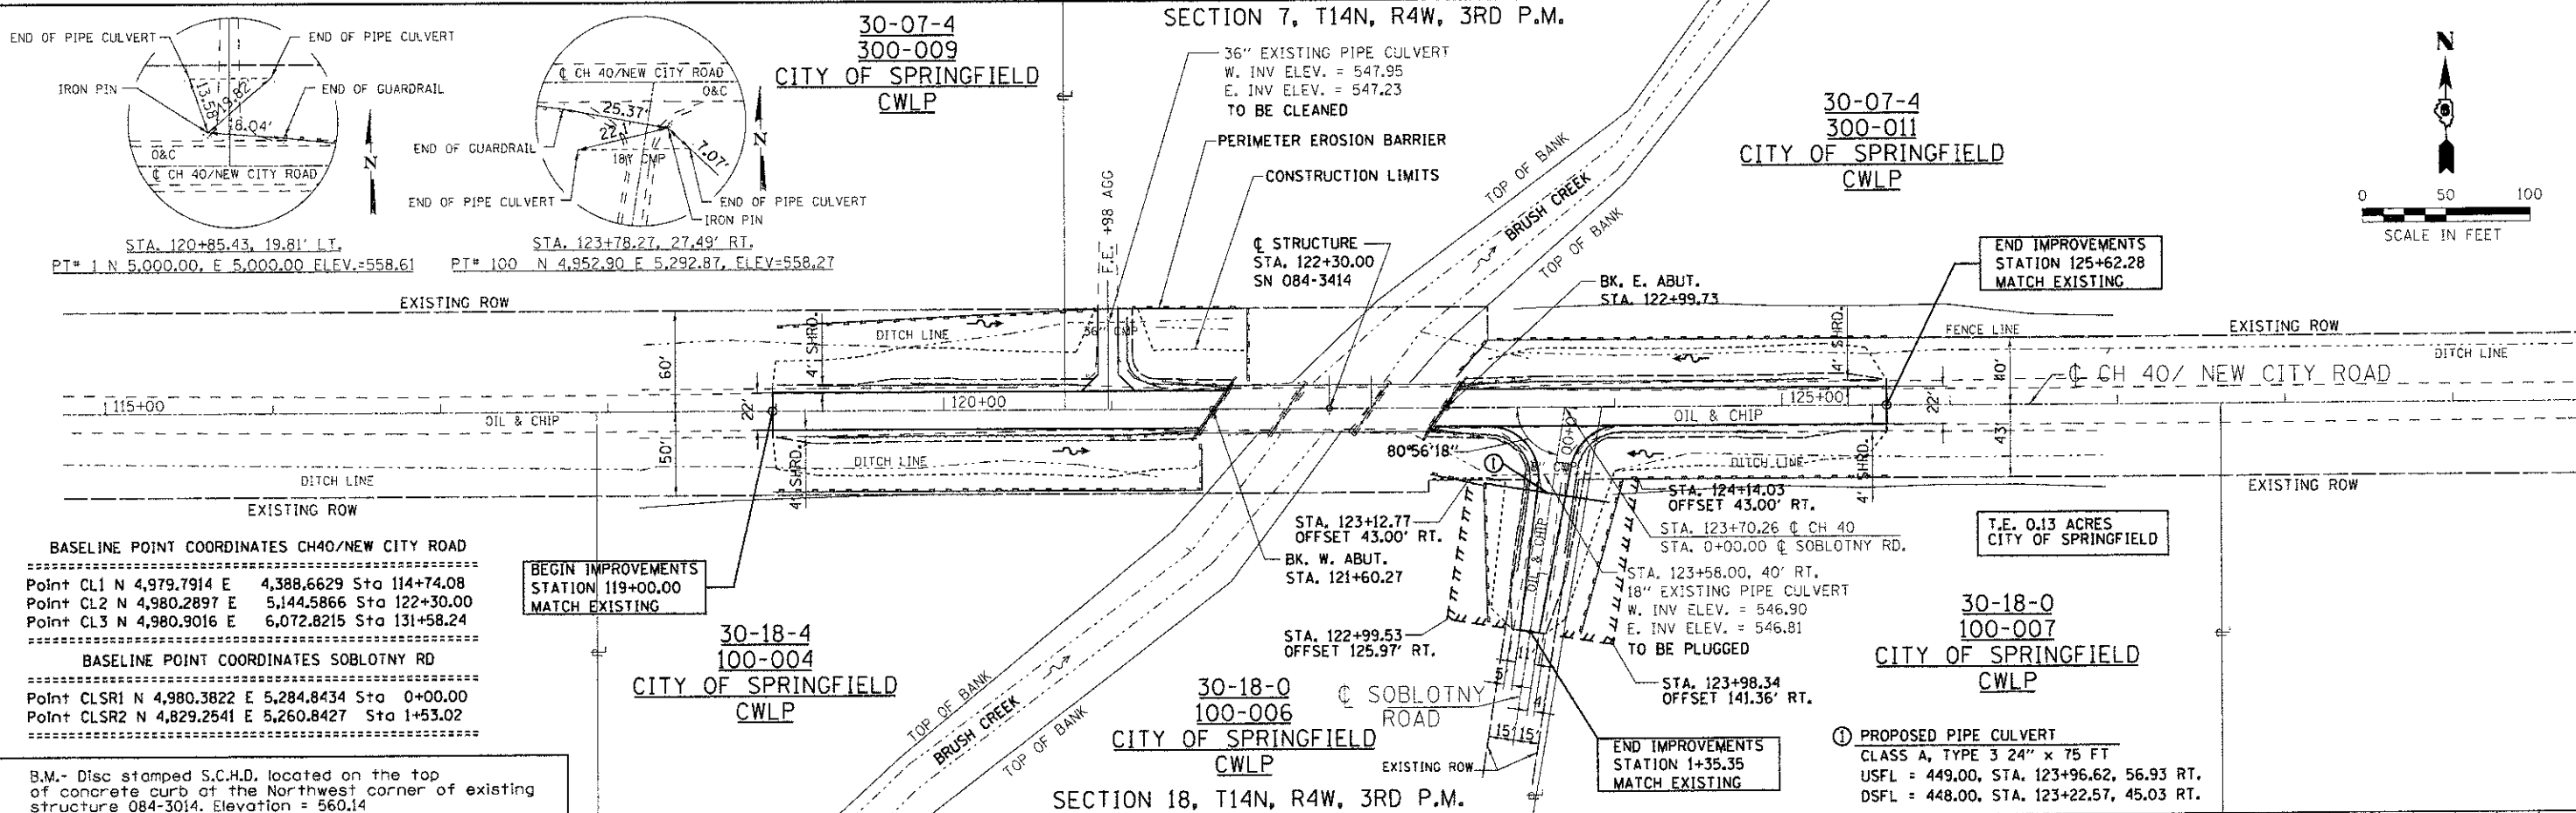 SECTION 7, T14N, R4W, 3RD P.M.
END OF PIPE CULVERT
END OF PIPE CULVERT
IRON PIN
END OF GUARDRAIL
13.58
19.82
8.04'
O&C
℄ CH 40/NEW CITY ROAD
N
STA. 120+85.43, 19.81' LT.
PT# 1 N 5,000.00, E 5,000.00 ELEV.=558.61
℄ CH 40/NEW CITY ROAD
O&C
25.37'
22.1'
7.07'
18" CMP
END OF GUARDRAIL
END OF PIPE CULVERT
END OF PIPE CULVERT
IRON PIN
N
STA. 123+78.27, 27.49' RT.
PT# 100 N 4,952.90 E 5,292.87, ELEV=558.27
30-07-4
300-009
CITY OF SPRINGFIELD
CWLP
36" EXISTING PIPE CULVERT
W. INV ELEV. = 547.95
E. INV ELEV. = 547.23
TO BE CLEANED
PERIMETER EROSION BARRIER
CONSTRUCTION LIMITS
F.E. +98 AGG
℄ STRUCTURE
STA. 122+30.00
SN 084-3414
TOP OF BANK
BRUSH CREEK
TOP OF BANK
30-07-4
300-011
CITY OF SPRINGFIELD
CWLP
N
0 50 100
SCALE IN FEET
BK. E. ABUT.
STA. 122+99.73
END IMPROVEMENTS
STATION 125+62.28
MATCH EXISTING
EXISTING ROW
DITCH LINE
36" CMP
4' SHRD.
60'
4' SHRD.
FENCE LINE
EXISTING ROW
DITCH LINE
40'
℄ CH 40/ NEW CITY ROAD
115+00
22'
120+00
125+00
22'
OIL & CHIP
OIL & CHIP
50'
43'
DITCH LINE
DITCH LINE
4' SHRD.
80°56'18"
0+00
DITCH LINE
4' SHRD.
EXISTING ROW
EXISTING ROW
①
OIL & CHIP
STA. 123+12.77
OFFSET 43.00' RT.
BK. W. ABUT.
STA. 121+60.27
STA. 124+14.03
OFFSET 43.00' RT.
STA. 123+70.26 ℄ CH 40
STA. 0+00.00 ℄ SOBLOTNY RD.
STA. 123+58.00, 40' RT.
18" EXISTING PIPE CULVERT
W. INV ELEV. = 546.90
E. INV ELEV. = 546.81
TO BE PLUGGED
T.E. 0.13 ACRES
CITY OF SPRINGFIELD
BASELINE POINT COORDINATES CH40/NEW CITY ROAD
Point CL1 N 4,979.7914 E 4,388.6629 Sta 114+74.08
Point CL2 N 4,980.2897 E 5,144.5866 Sta 122+30.00
Point CL3 N 4,980.9016 E 6,072.8215 Sta 131+58.24
BASELINE POINT COORDINATES SOBLOTNY RD
Point CLSR1 N 4,980.3822 E 5,284.8434 Sta 0+00.00
Point CLSR2 N 4,829.2541 E 5,260.8427 Sta 1+53.02
BEGIN IMPROVEMENTS
STATION 119+00.00
MATCH EXISTING
30-18-4
100-004
CITY OF SPRINGFIELD
CWLP
TOP OF BANK
BRUSH CREEK
TOP OF BANK
STA. 122+99.53
OFFSET 125.97' RT.
30-18-0
100-006
CITY OF SPRINGFIELD
CWLP
℄ SOBLOTNY
ROAD
11'
15' 15'
EXISTING ROW
STA. 123+98.34
OFFSET 141.36' RT.
END IMPROVEMENTS
STATION 1+35.35
MATCH EXISTING
30-18-0
100-007
CITY OF SPRINGFIELD
CWLP
① PROPOSED PIPE CULVERT
CLASS A, TYPE 3 24" x 75 FT
USFL = 449.00, STA. 123+96.62, 56.93 RT.
DSFL = 448.00, STA. 123+22.57, 45.03 RT.
B.M.- Disc stamped S.C.H.D. located on the top
of concrete curb at the Northwest corner of existing
structure 084-3014. Elevation = 560.14
SECTION 18, T14N, R4W, 3RD P.M.